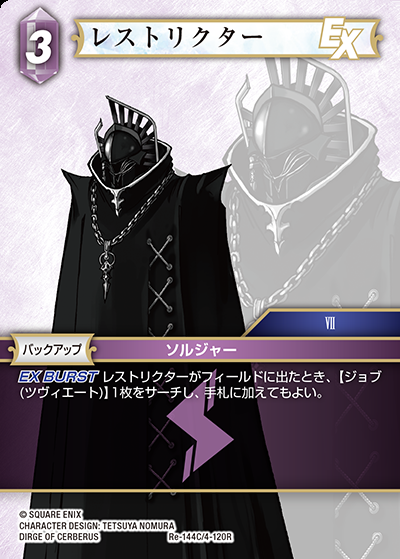 3
レストリクター
EX
VII
バックアップ
ソルジャー
EX BURST レストリクターがフィールドに出たとき、【ジョブ
(ツヴィエート)】1枚をサーチし、手札に加えてもよい。
© SQUARE ENIX
CHARACTER DESIGN: TETSUYA NOMURA
DIRGE OF CERBERUS
Re-144C/4-120R